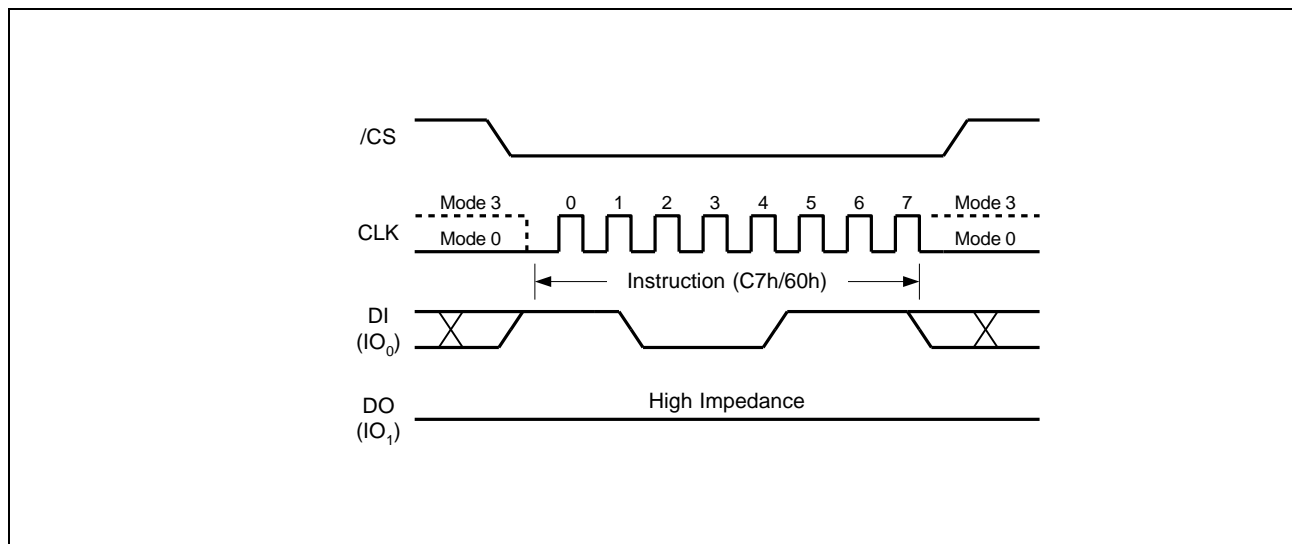 /CS
Mode 3 0 1 2 3 4 5 6 7 Mode 3
CLK
Mode 0 Mode 0
Instruction (C7h/60h)
DI
(IO0)
High Impedance
DO
(IO1)